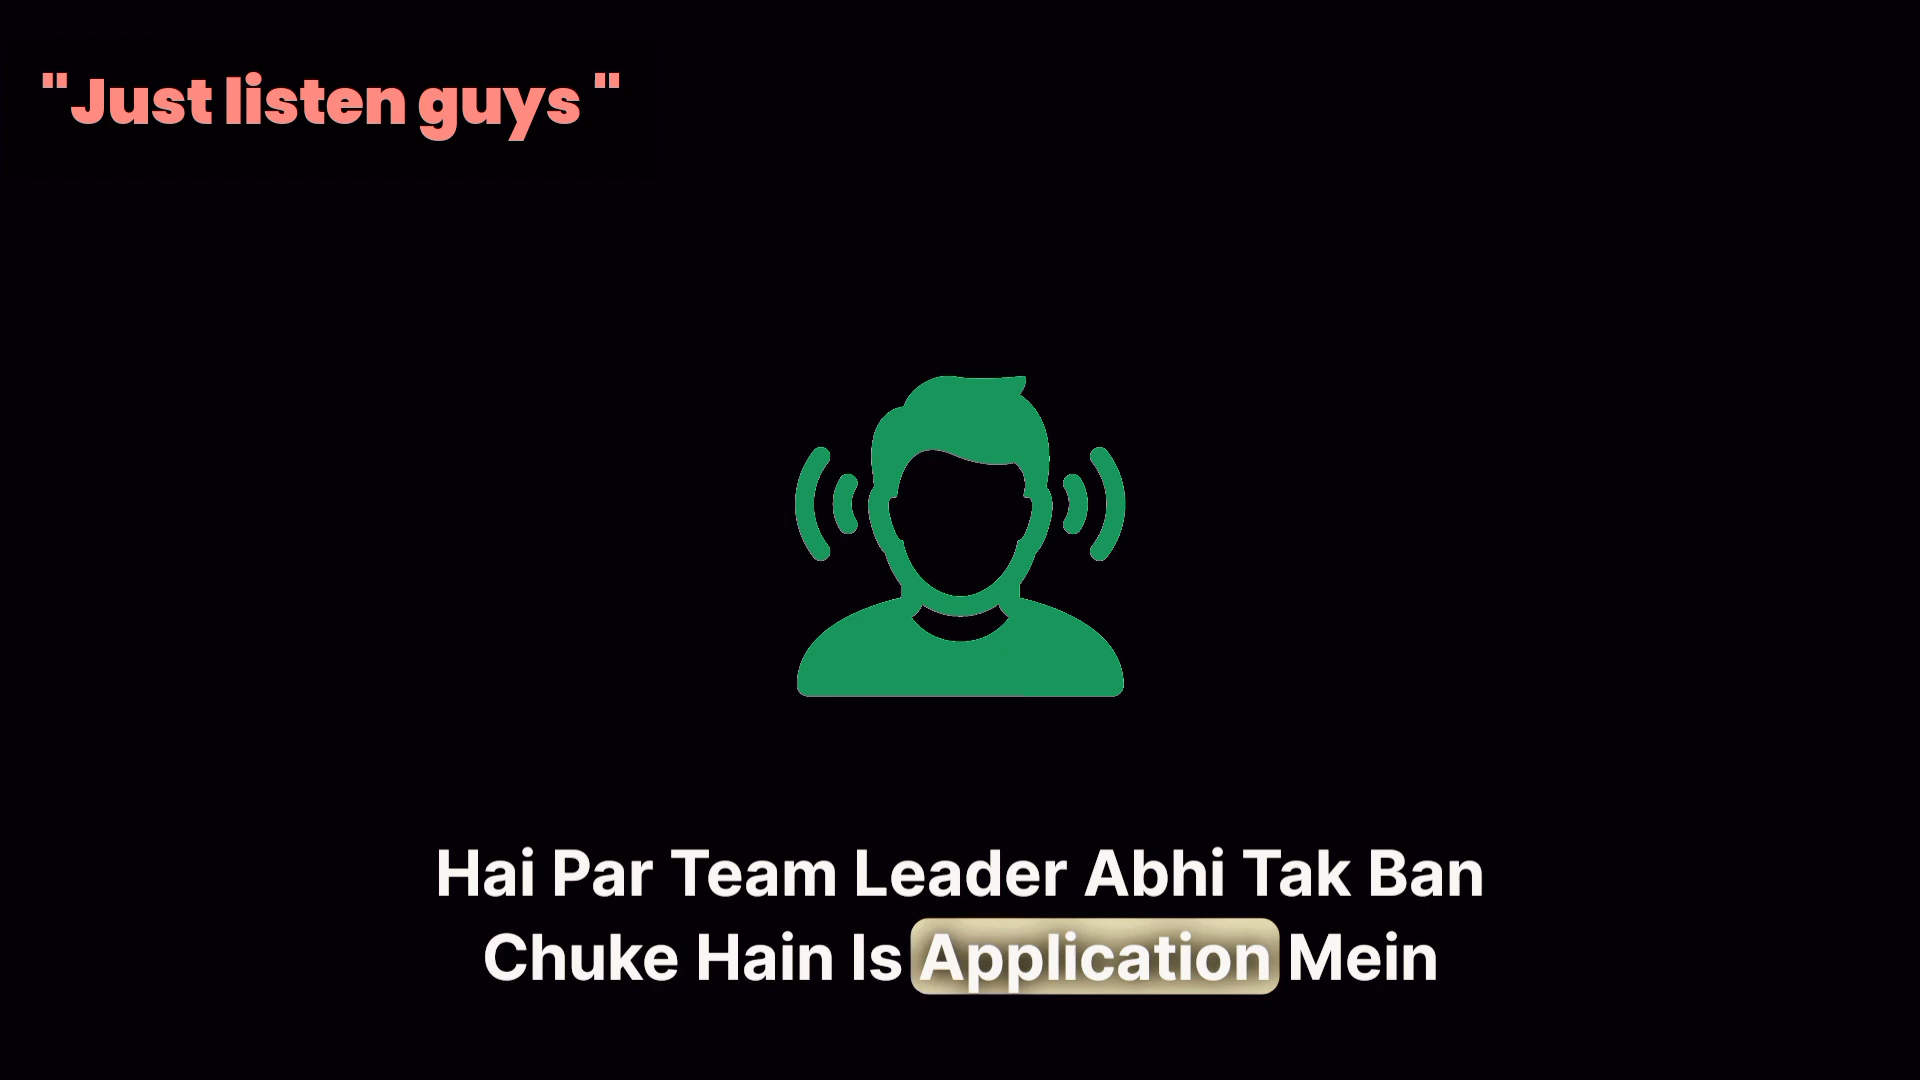 "Just listen guys "
Hai Par Team Leader Abhi Tak Ban
Chuke Hain Is Application Mein